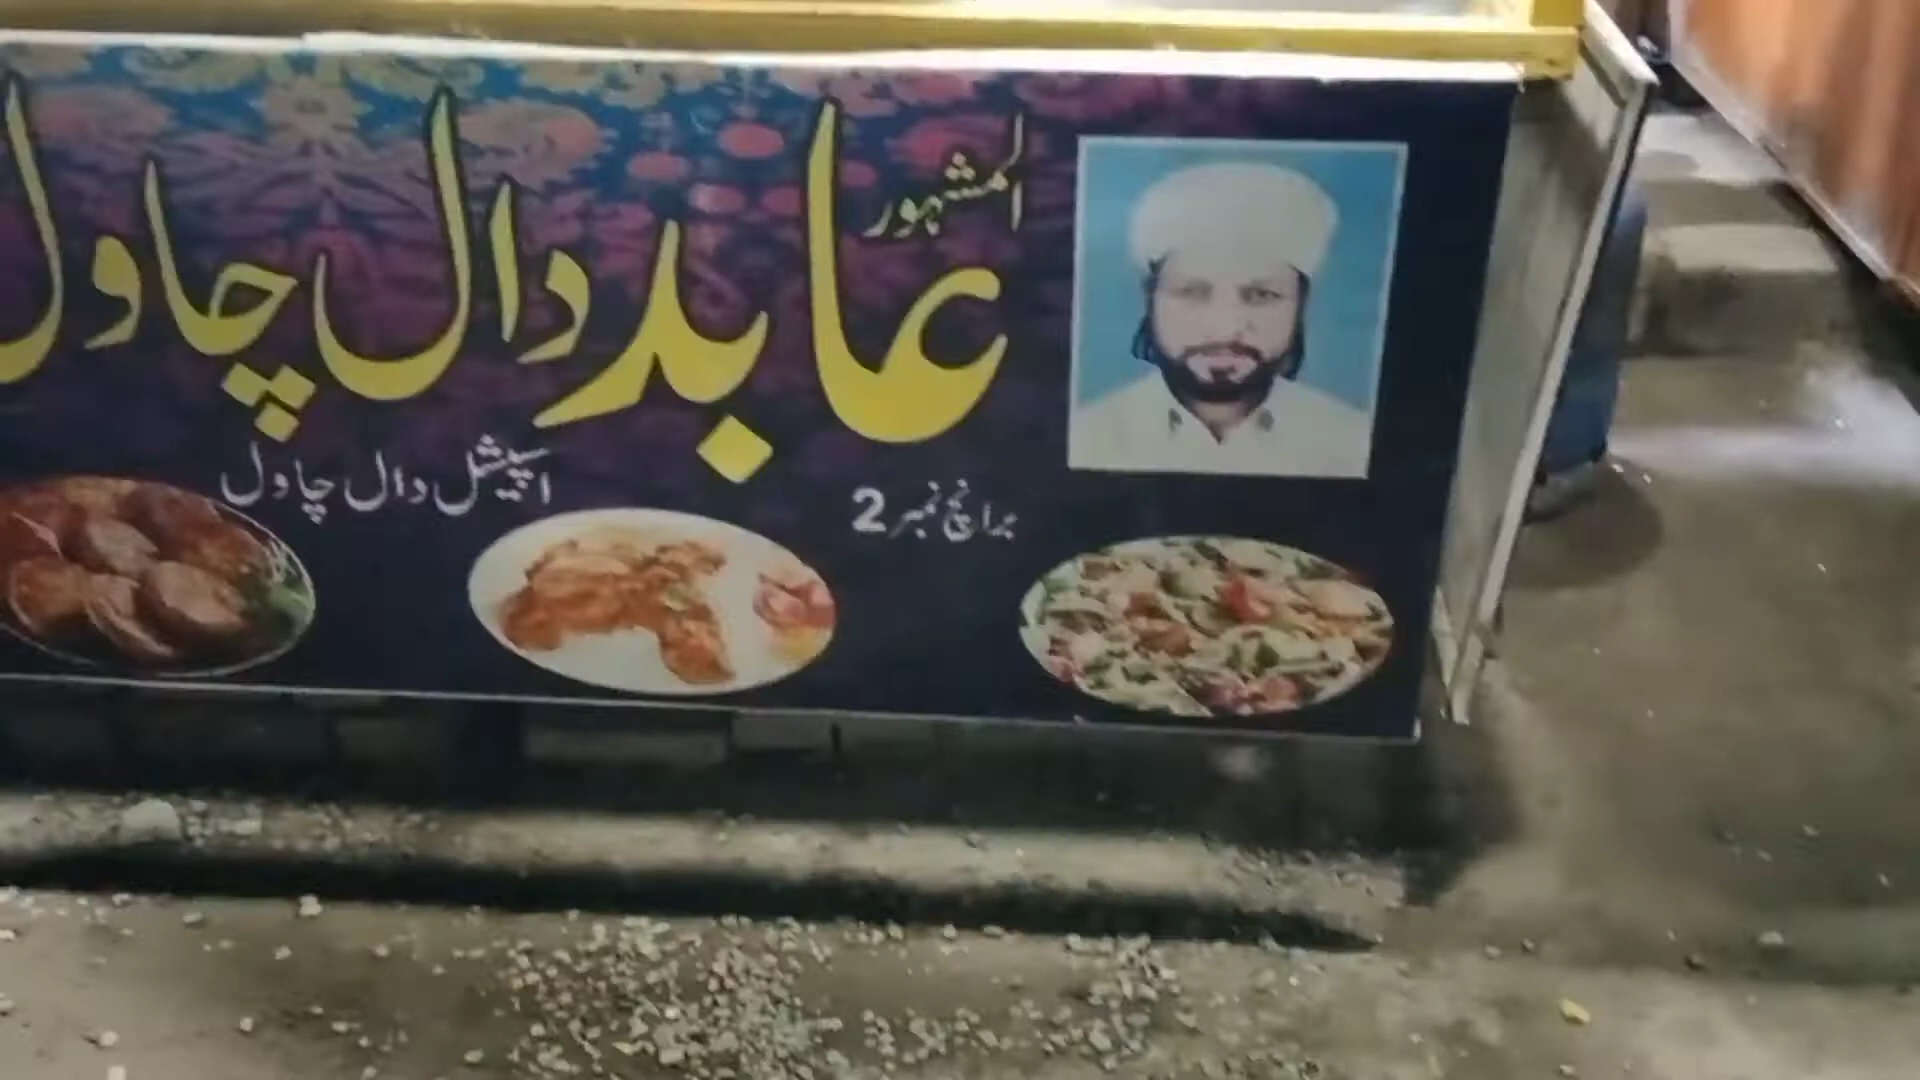 المشہور
عابد دال چاول
برانچ نمبر 2
اسپیشل دال چاول